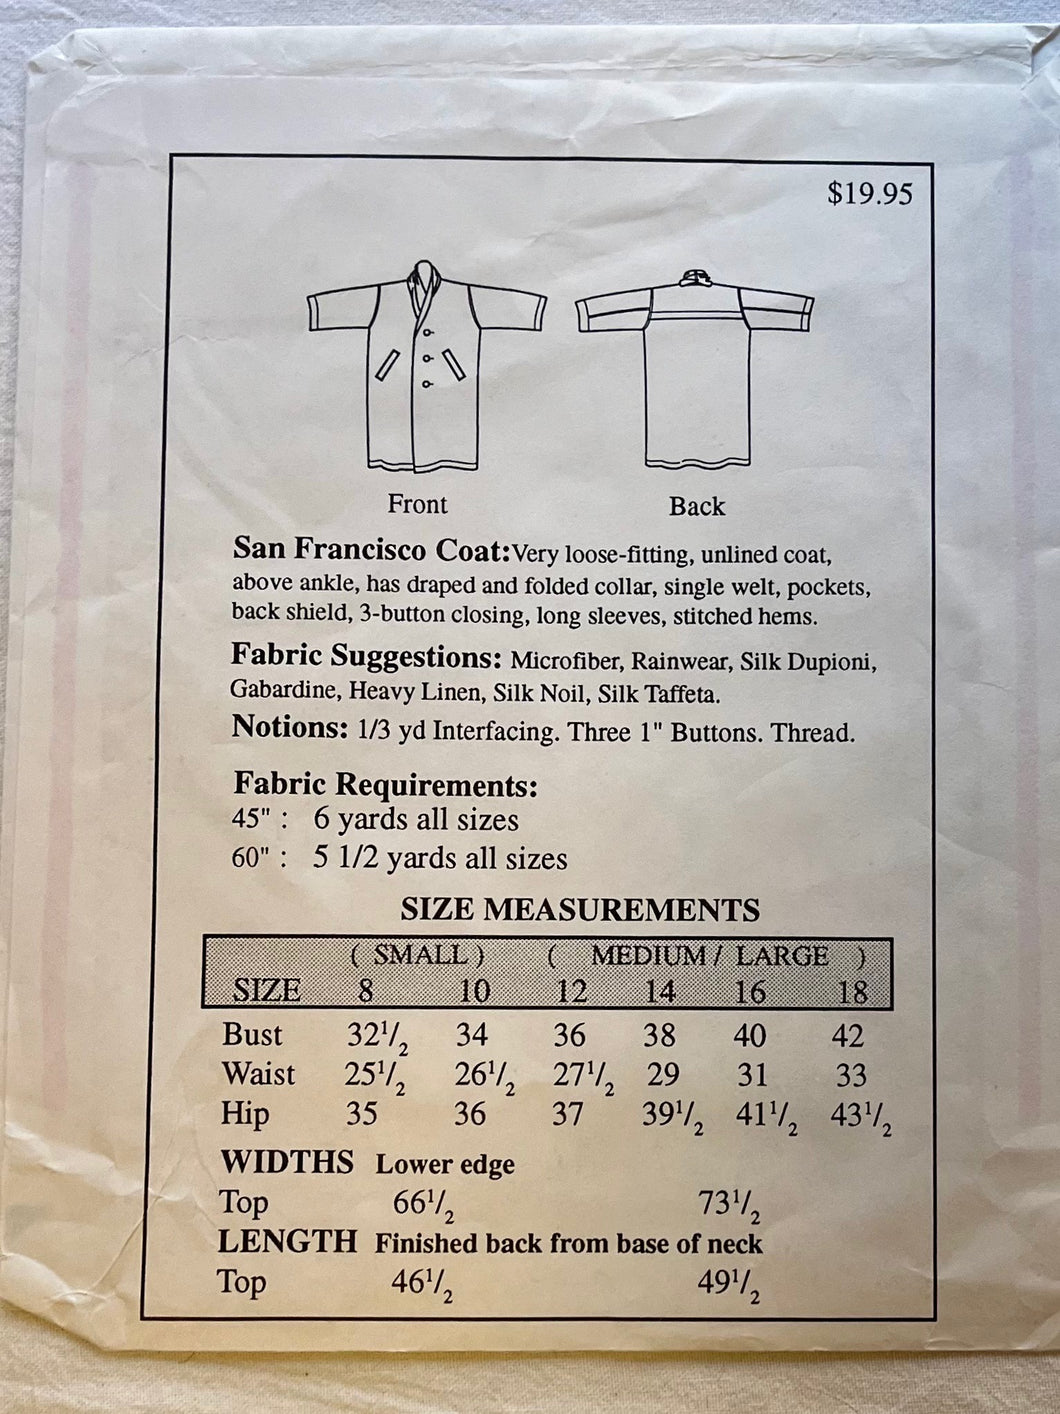 $19.95
Front Back
San Francisco Coat:Very loose-fitting, unlined coat,
above ankle, has draped and folded collar, single welt, pockets,
back shield, 3-button closing, long sleeves, stitched hems.
Fabric Suggestions: Microfiber, Rainwear, Silk Dupioni,
Gabardine, Heavy Linen, Silk Noil, Silk Taffeta.
Notions: 1/3 yd Interfacing. Three 1" Buttons. Thread.
Fabric Requirements:
45" : 6 yards all sizes
60" : 5 1/2 yards all sizes
SIZE MEASUREMENTS
( SMALL ) ( MEDIUM / LARGE )
SIZE 8 10 12 14 16 18
Bust 32 1/2 34 36 38 40 42
Waist 25 1/2 26 1/2 27 1/2 29 31 33
Hip 35 36 37 39 1/2 41 1/2 43 1/2
WIDTHS Lower edge
Top 66 1/2 73 1/2
LENGTH Finished back from base of neck
Top 46 1/2 49 1/2